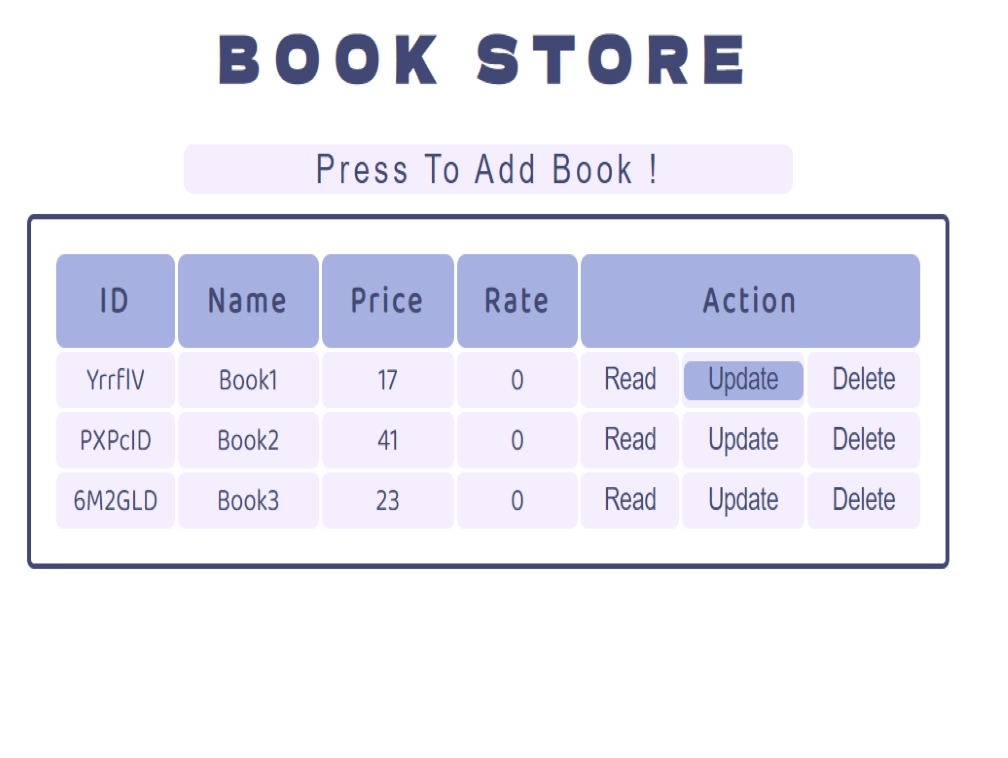 BOOK STORE
Press To Add Book !
ID Name Price Rate Action
YrrflV Book1 17 0 Read Update Delete
PXPcID Book2 41 0 Read Update Delete
6M2GLD Book3 23 0 Read Update Delete